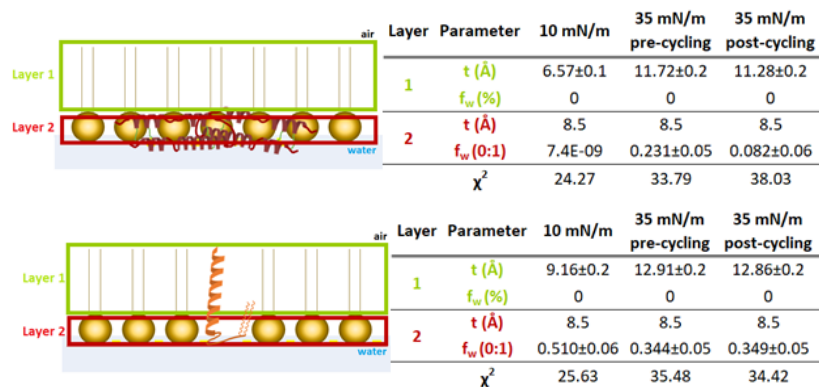 air
Layer 1
Layer 2
water
Layer Parameter 10 mN/m 35 mN/m pre-cycling 35 mN/m post-cycling
1 t (Å) 6.57±0.1 11.72±0.2 11.28±0.2
f_w (%) 0 0 0
2 t (Å) 8.5 8.5 8.5
f_w (0:1) 7.4E-09 0.231±0.05 0.082±0.06
χ² 24.27 33.79 38.03
air
Layer 1
Layer 2
water
Layer Parameter 10 mN/m 35 mN/m pre-cycling 35 mN/m post-cycling
1 t (Å) 9.16±0.2 12.91±0.2 12.86±0.2
f_w (%) 0 0 0
2 t (Å) 8.5 8.5 8.5
f_w (0:1) 0.510±0.06 0.344±0.05 0.349±0.05
χ² 25.63 35.48 34.42